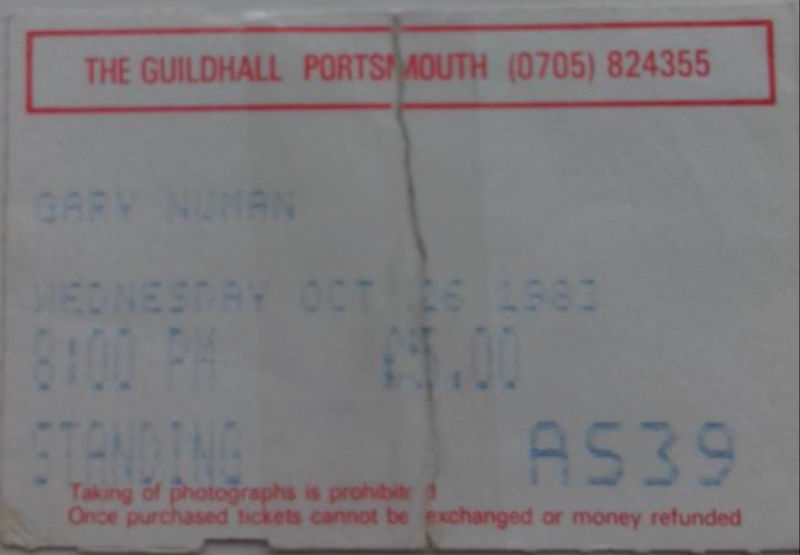 THE GUILDHALL PORTSMOUTH (0705) 824355
GARY NUMAN
WEDNESDAY OCT 26 1983
8:00 PM £5.00
STANDING AS39
Taking of photographs is prohibited
Once purchased tickets cannot be exchanged or money refunded